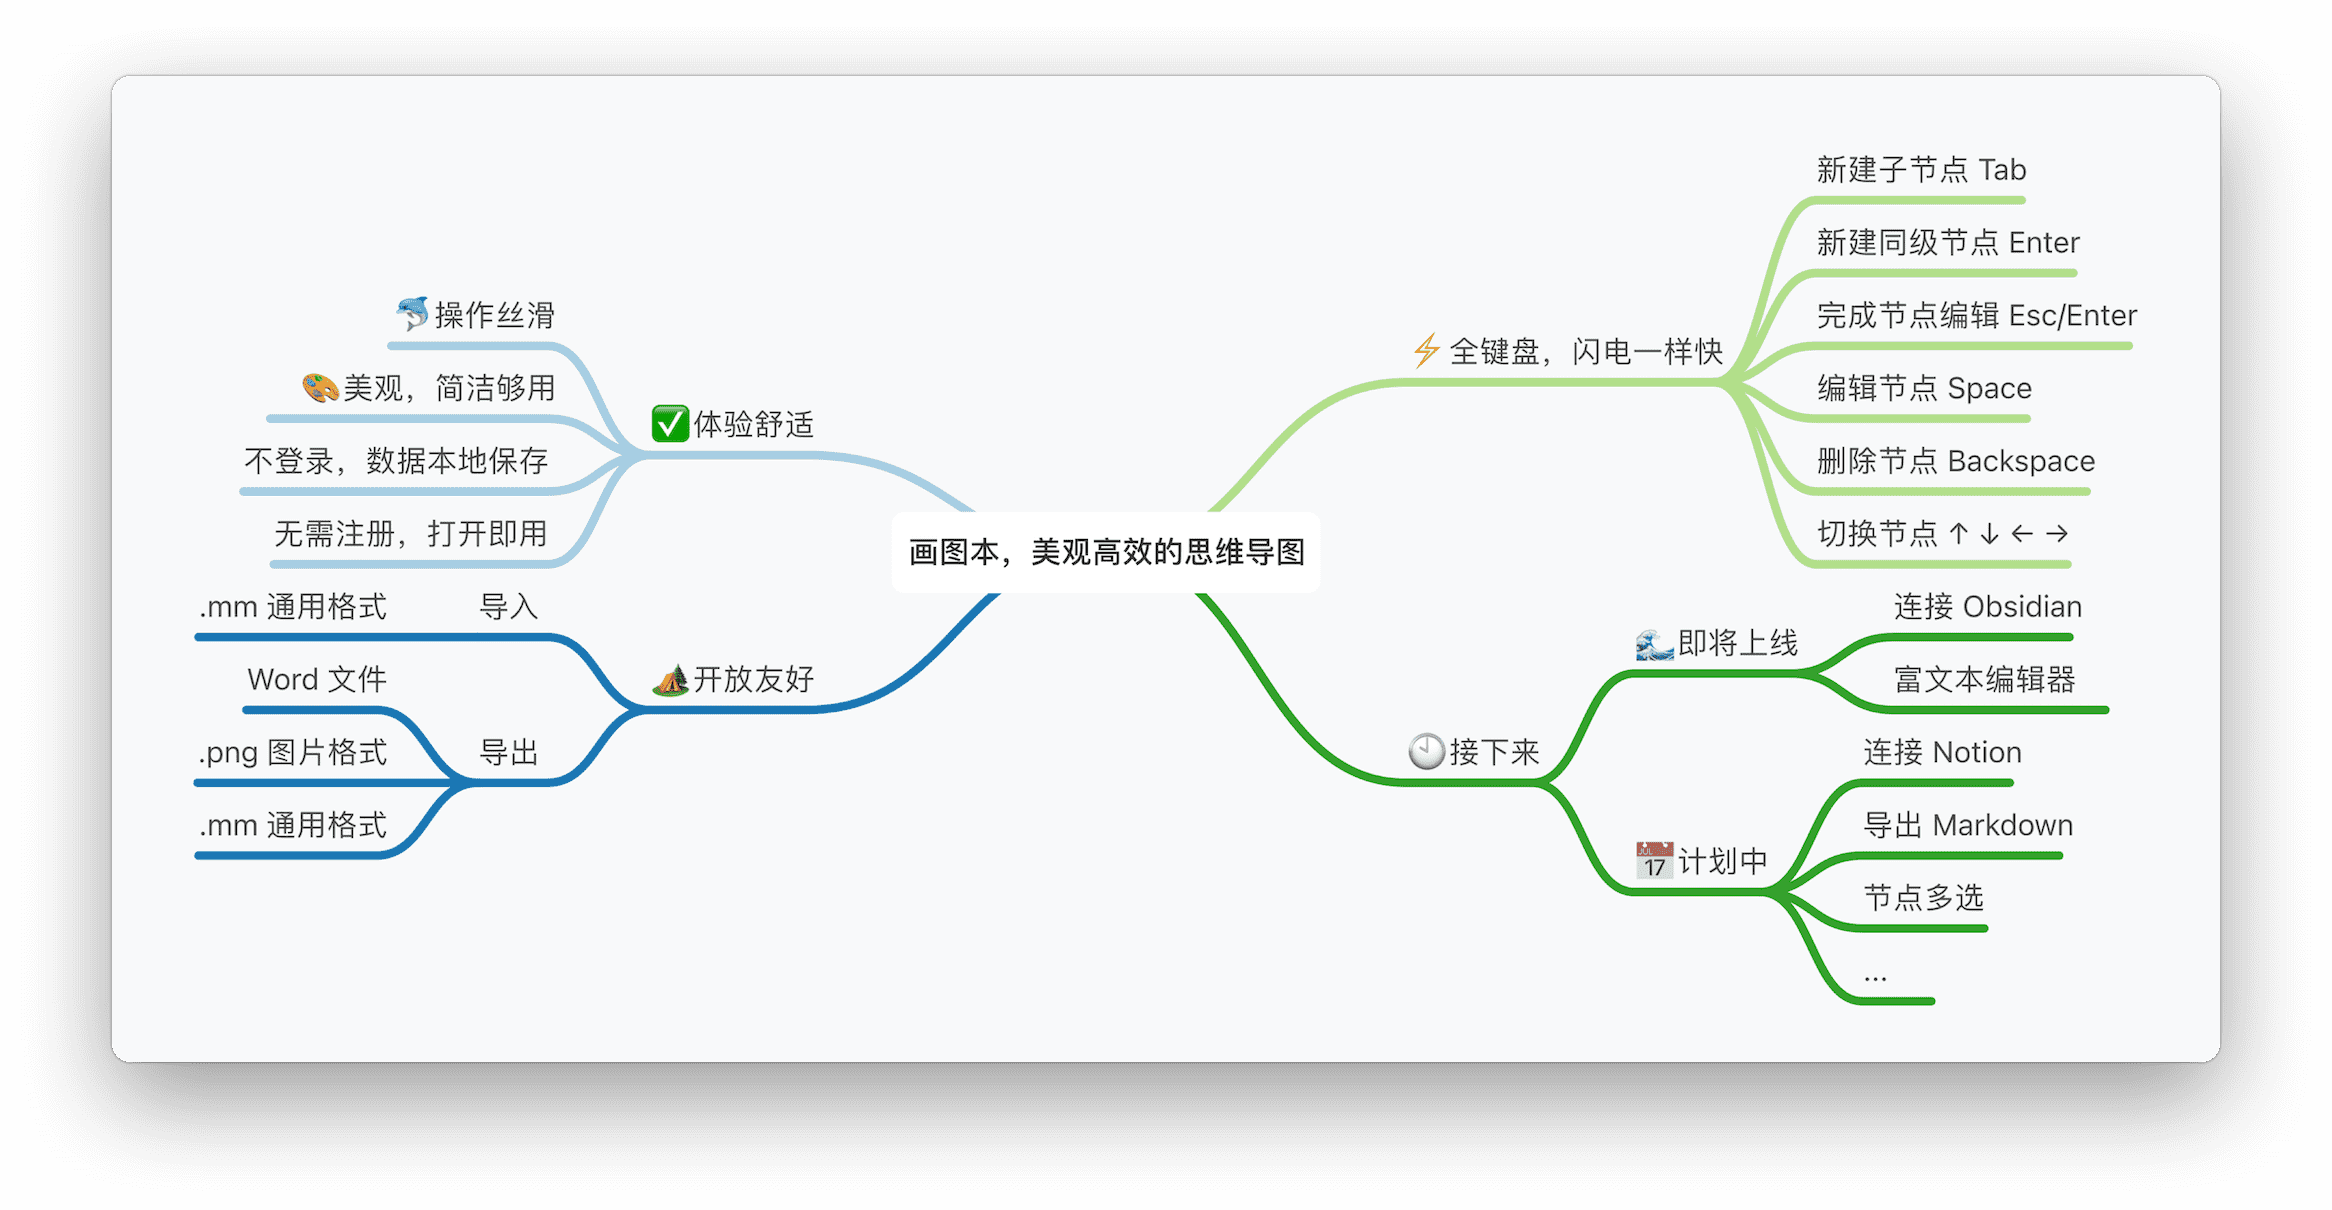 画图本，美观高效的思维导图
⚡全键盘，闪电一样快
新建子节点 Tab
新建同级节点 Enter
完成节点编辑 Esc/Enter
编辑节点 Space
删除节点 Backspace
切换节点 ↑ ↓ ← →
🕙接下来
🌊即将上线
连接 Obsidian
富文本编辑器
📅计划中
JUL
17
连接 Notion
导出 Markdown
节点多选
...
✅体验舒适
🐬操作丝滑
🎨美观，简洁够用
不登录，数据本地保存
无需注册，打开即用
🏕开放友好
导入
.mm 通用格式
导出
Word 文件
.png 图片格式
.mm 通用格式